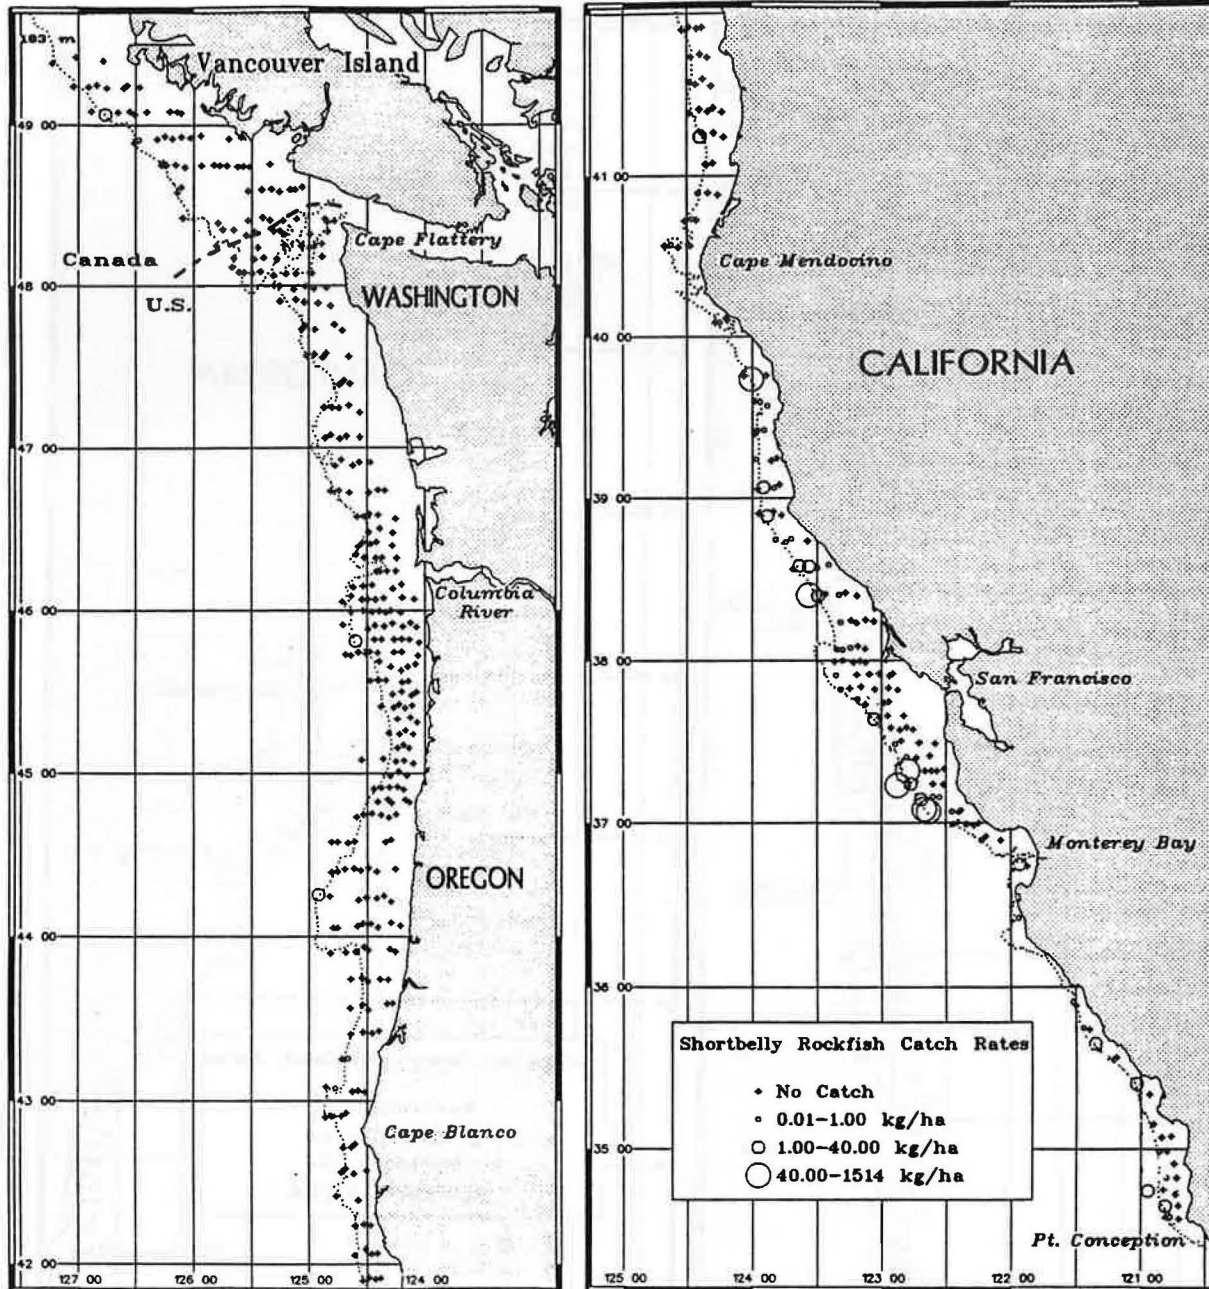 183 m
Vancouver Island
49 00
Cape Flattery
Canada
48 00
U.S.
WASHINGTON
47 00
46 00
Columbia
River
45 00
OREGON
44 00
43 00
Cape Blanco
42 00
127 00
126 00
125 00
124 00
41 00
Cape Mendocino
40 00
CALIFORNIA
39 00
38 00
San Francisco
37 00
Monterey Bay
36 00
Shortbelly Rockfish Catch Rates
No Catch
0.01-1.00 kg/ha
1.00-40.00 kg/ha
40.00-1514 kg/ha
35 00
Pt. Conception
125 00
124 00
123 00
122 00
121 00